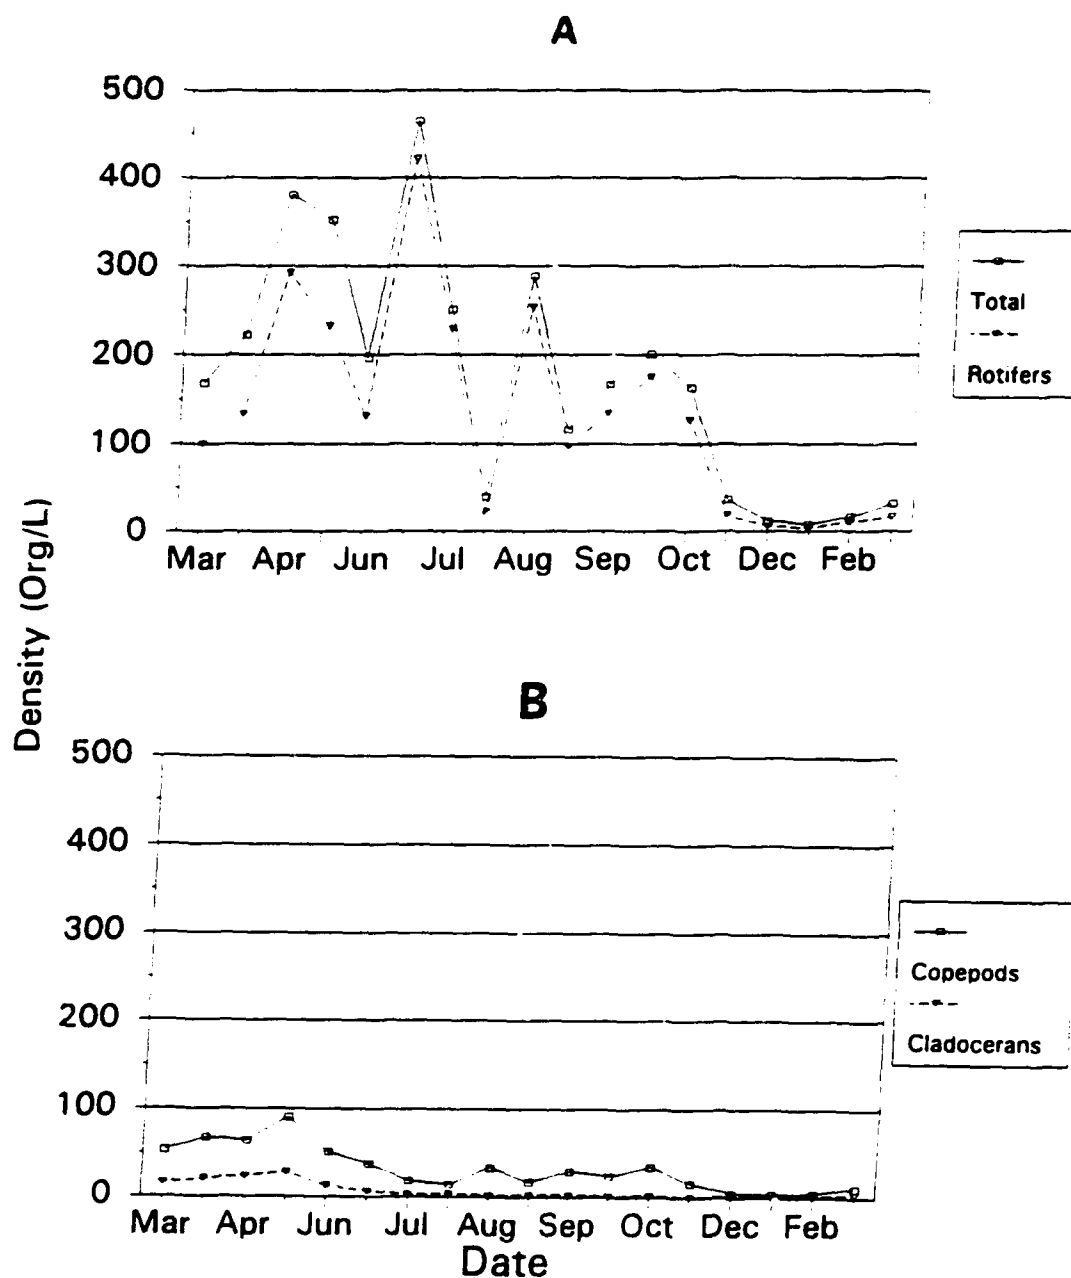 A
500
400
300
200
100
0
Mar Apr Jun Jul Aug Sep Oct Dec Feb
Total
Rotifers
Density (Org/L)
B
500
400
300
200
100
0
Mar Apr Jun Jul Aug Sep Oct Dec Feb
Copepods
Cladocerans
Date